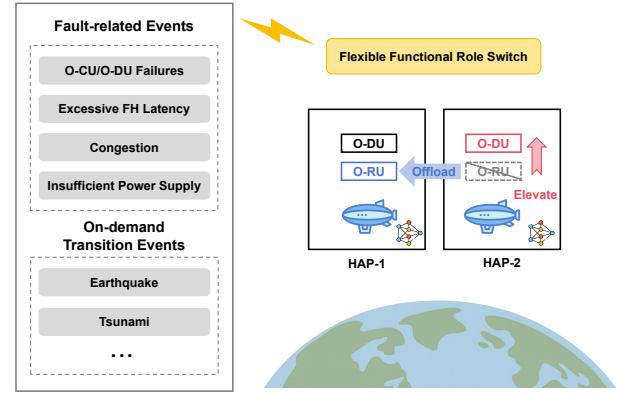 Fault-related Events
O-CU/O-DU Failures
Excessive FH Latency
Congestion
Insufficient Power Supply
On-demand
Transition Events
Earthquake
Tsunami
...
Flexible Functional Role Switch
O-DU
O-RU
HAP-1
Offload
O-DU
O-RU
Elevate
HAP-2